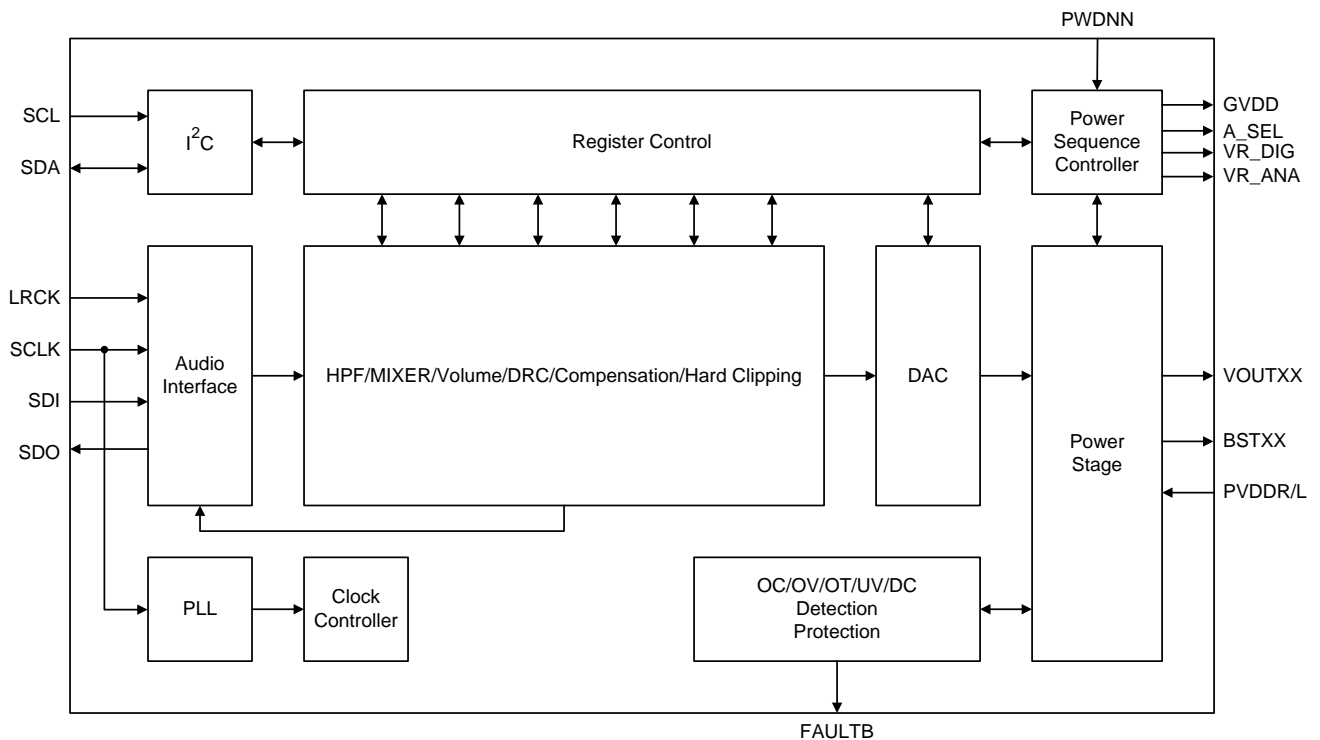 PWDNN
SCL
SDA
I²C
Register Control
Power
Sequence
Controller
GVDD
A_SEL
VR_DIG
VR_ANA
LRCK
SCLK
SDI
SDO
Audio
Interface
HPF/MIXER/Volume/DRC/Compensation/Hard Clipping
DAC
Power
Stage
VOUTXX
BSTXX
PVDDR/L
PLL
Clock
Controller
OC/OV/OT/UV/DC
Detection
Protection
FAULTB